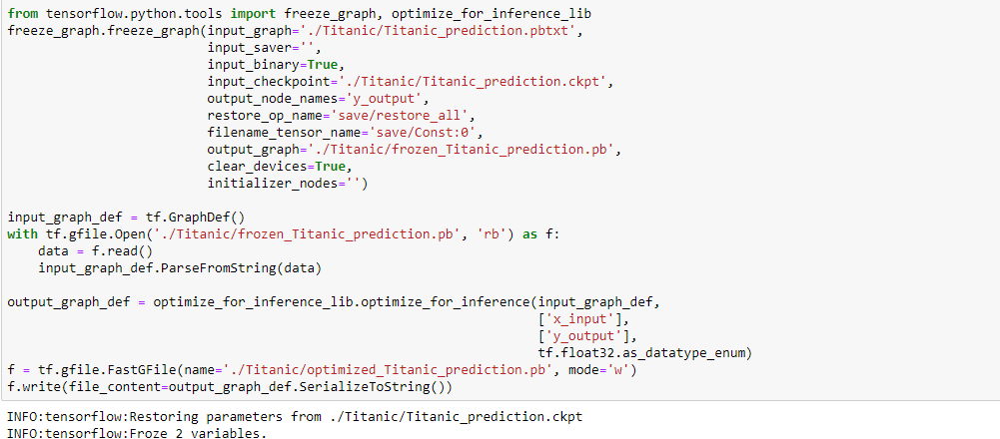 from tensorflow.python.tools import freeze_graph, optimize_for_inference_lib
freeze_graph.freeze_graph(input_graph='./Titanic/Titanic_prediction.pbtxt',
                          input_saver='',
                          input_binary=True,
                          input_checkpoint='./Titanic/Titanic_prediction.ckpt',
                          output_node_names='y_output',
                          restore_op_name='save/restore_all',
                          filename_tensor_name='save/Const:0',
                          output_graph='./Titanic/frozen_Titanic_prediction.pb',
                          clear_devices=True,
                          initializer_nodes='')

input_graph_def = tf.GraphDef()
with tf.gfile.Open('./Titanic/frozen_Titanic_prediction.pb', 'rb') as f:
    data = f.read()
    input_graph_def.ParseFromString(data)

output_graph_def = optimize_for_inference_lib.optimize_for_inference(input_graph_def,
                                                                     ['x_input'],
                                                                     ['y_output'],
                                                                     tf.float32.as_datatype_enum)
f = tf.gfile.FastGFile(name='./Titanic/optimized_Titanic_prediction.pb', mode='w')
f.write(file_content=output_graph_def.SerializeToString())
INFO:tensorflow:Restoring parameters from ./Titanic/Titanic_prediction.ckpt
INFO:tensorflow:Froze 2 variables.